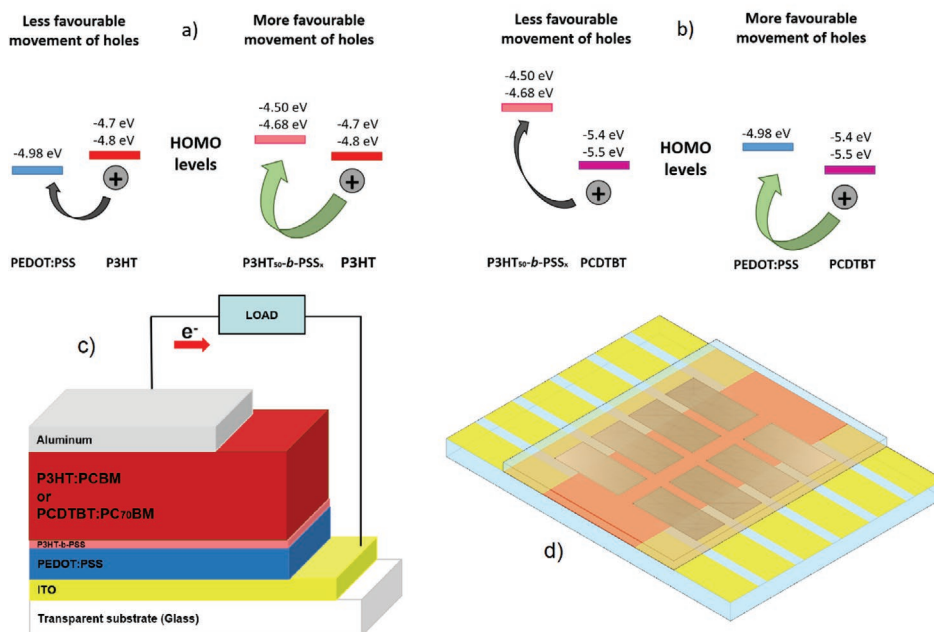 Less favourable
movement of holes
a)
More favourable
movement of holes
-4.98 eV
-4.7 eV
-4.8 eV
HOMO
levels
-4.50 eV
-4.68 eV
-4.7 eV
-4.8 eV
+
+
PEDOT:PSS
P3HT
P3HT₅₀-b-PSSₓ
P3HT
Less favourable
movement of holes
b)
More favourable
movement of holes
-4.50 eV
-4.68 eV
-5.4 eV
-5.5 eV
HOMO
levels
-4.98 eV
-5.4 eV
-5.5 eV
+
+
P3HT₅₀-b-PSSₓ
PCDTBT
PEDOT:PSS
PCDTBT
c)
e⁻
LOAD
Aluminum
P3HT:PCBM
or
PCDTBT:PC₇₀BM
P3HT-b-PSS
PEDOT:PSS
ITO
Transparent substrate (Glass)
d)